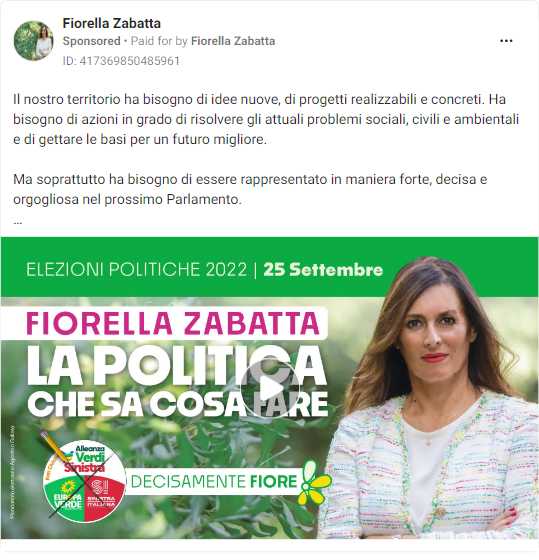 Fiorella Zabatta
Sponsored • Paid for by Fiorella Zabatta
ID: 417369850485961
Il nostro territorio ha bisogno di idee nuove, di progetti realizzabili e concreti. Ha
bisogno di azioni in grado di risolvere gli attuali problemi sociali, civili e ambientali
e di gettare le basi per un futuro migliore.
Ma soprattutto ha bisogno di essere rappresentato in maniera forte, decisa e
orgogliosa nel prossimo Parlamento.
...
ELEZIONI POLITICHE 2022 | 25 Settembre
FIORELLA ZABATTA
LA POLITICA
CHE SA COSA FARE
Alleanza
Verdi
Sinistra
EUROPA
VERDE
SI
SINISTRA
ITALIANA
DECISAMENTE FIORE